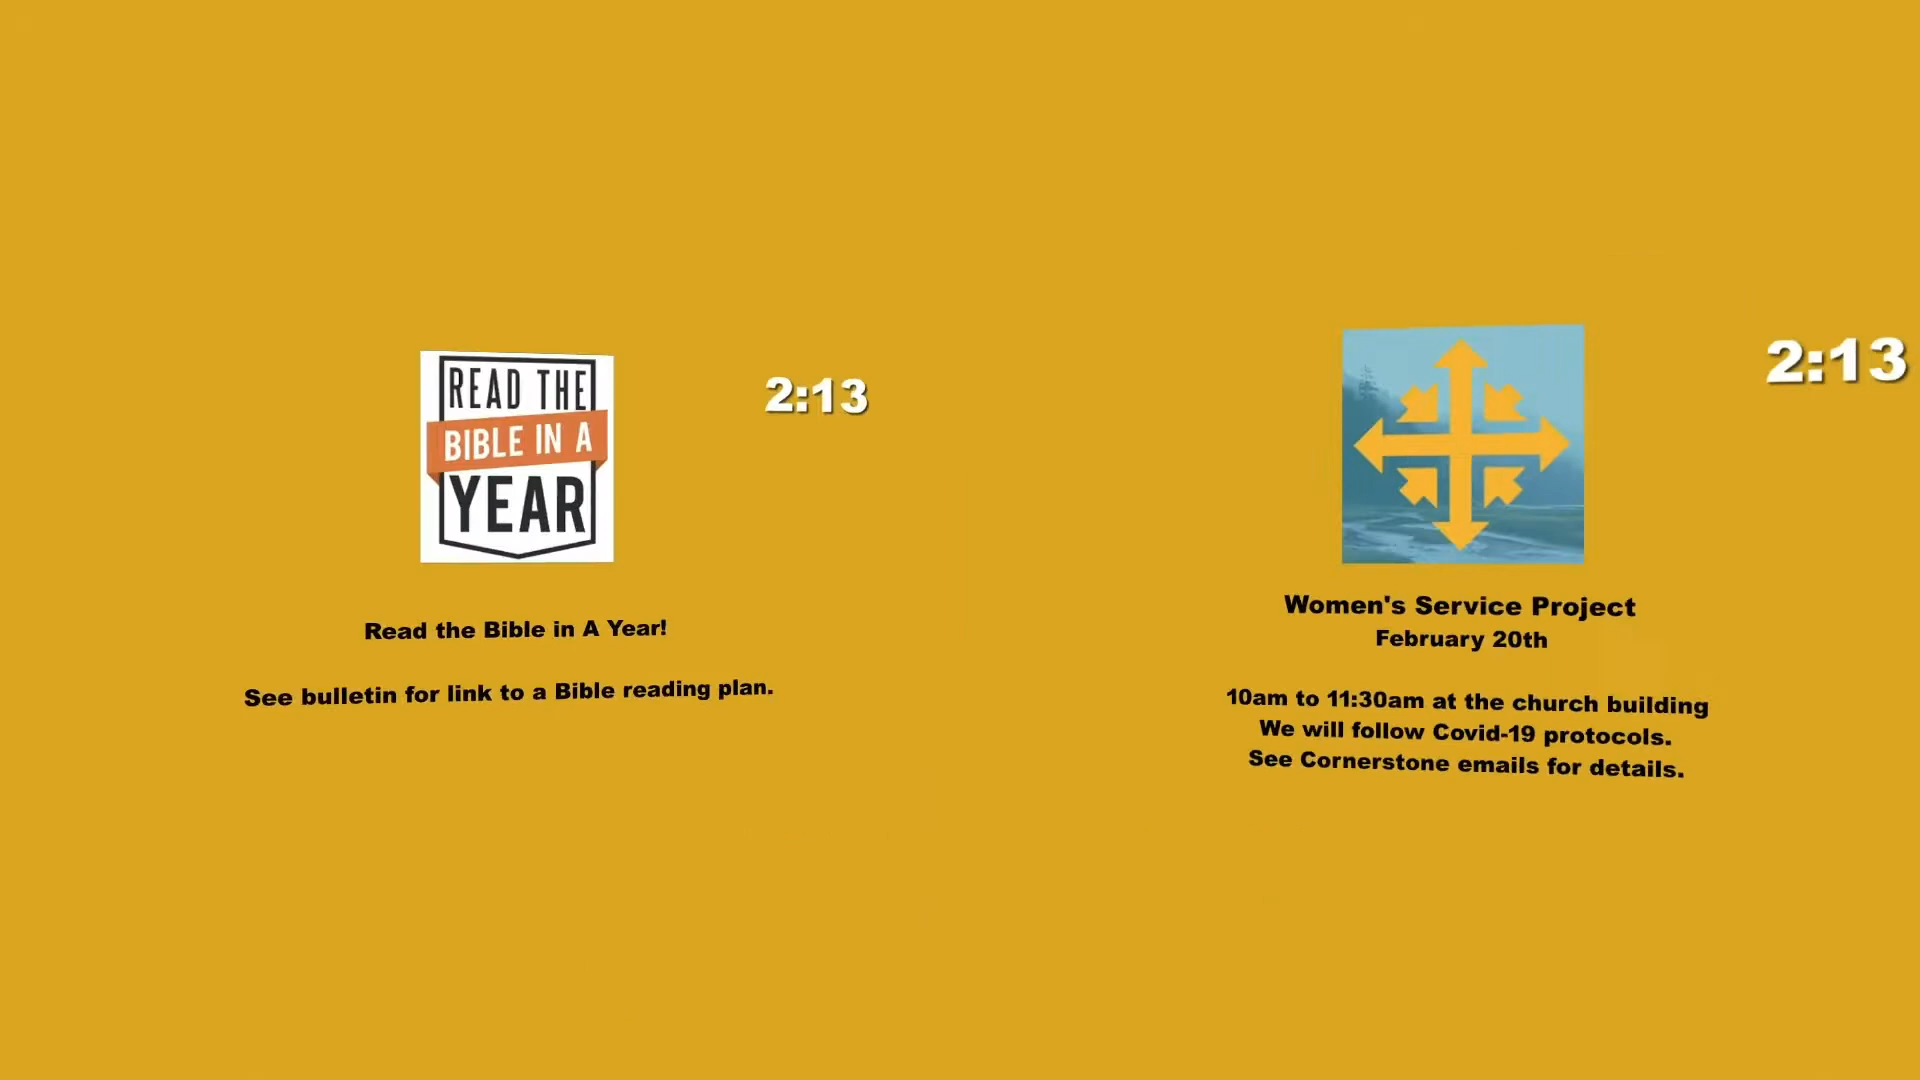 READ THE
BIBLE IN A
YEAR
2:13
Read the Bible in A Year!
See bulletin for link to a Bible reading plan.
2:13
Women's Service Project
February 20th
10am to 11:30am at the church building
We will follow Covid-19 protocols.
See Cornerstone emails for details.